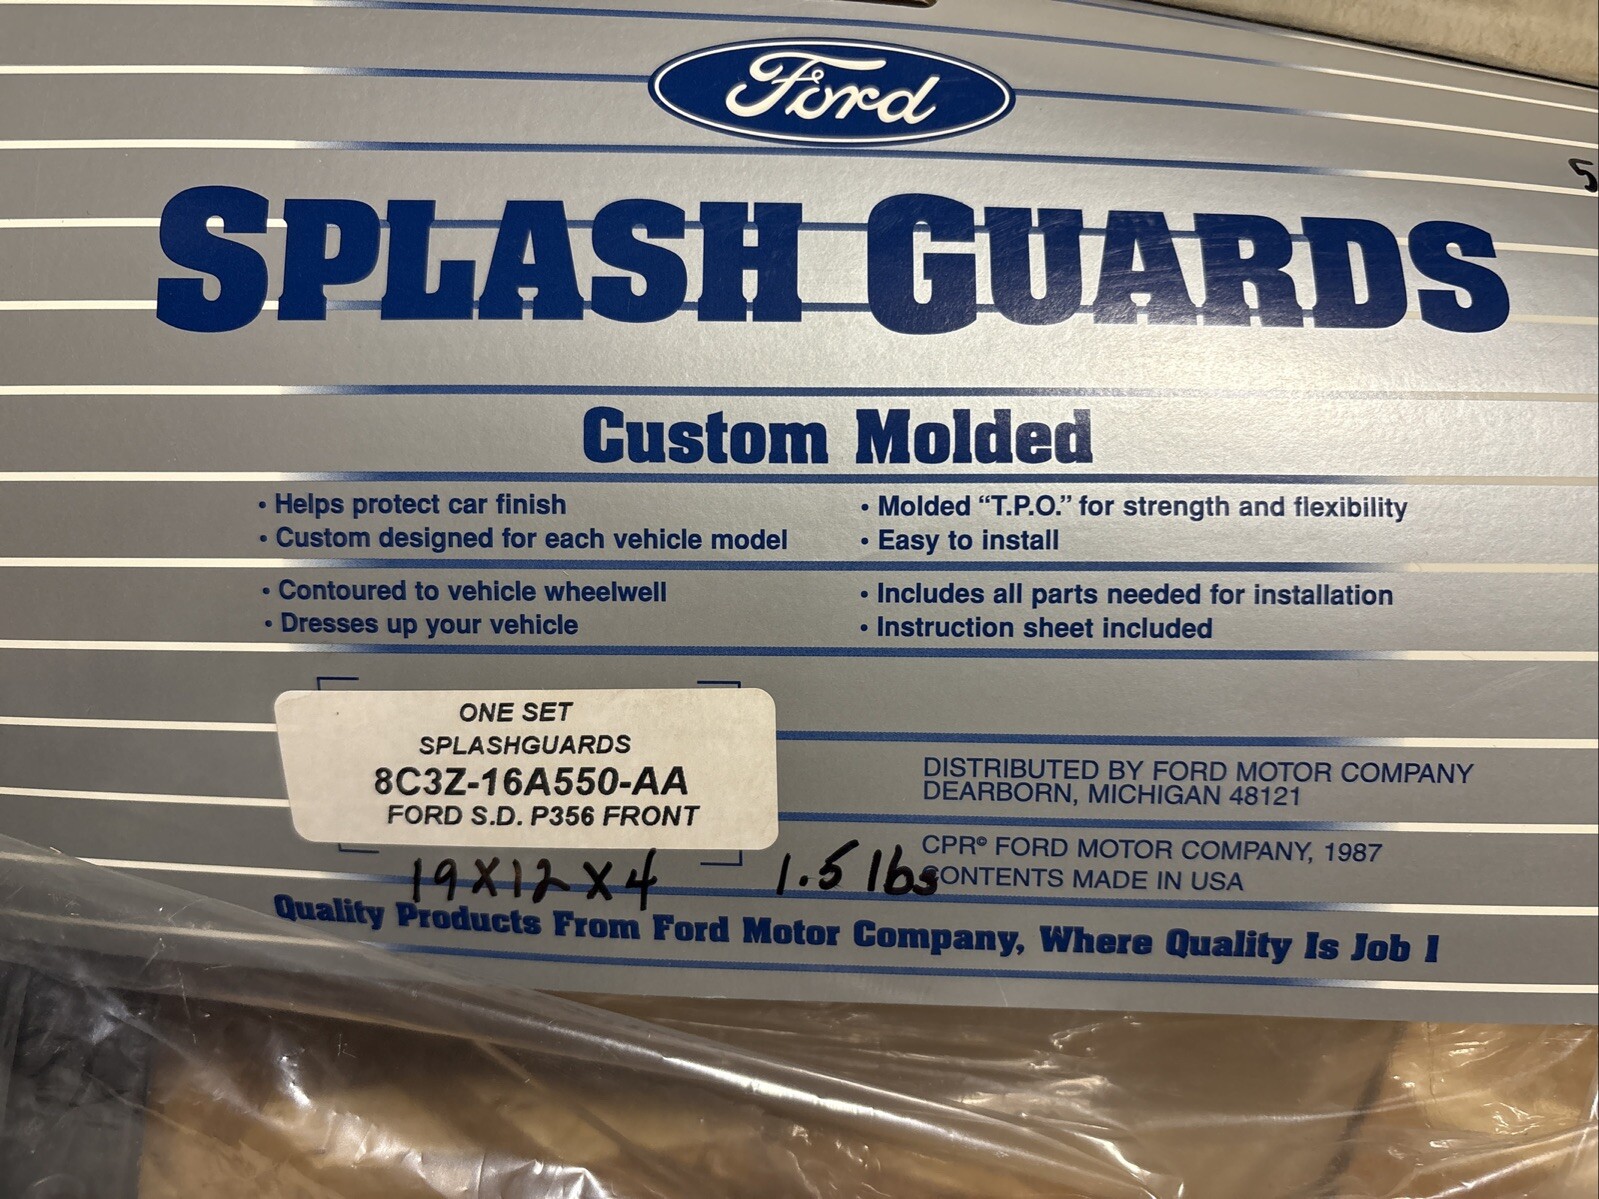 Ford
5
SPLASH GUARDS
Custom Molded
• Helps protect car finish
• Custom designed for each vehicle model
• Contoured to vehicle wheelwell
• Dresses up your vehicle
• Molded “T.P.O.” for strength and flexibility
• Easy to install
• Includes all parts needed for installation
• Instruction sheet included
ONE SET
SPLASHGUARDS
8C3Z-16A550-AA
FORD S.D. P356 FRONT
19 X 12 X 4
1.5 lbs
DISTRIBUTED BY FORD MOTOR COMPANY
DEARBORN, MICHIGAN 48121
CPR© FORD MOTOR COMPANY, 1987
CONTENTS MADE IN USA
Quality Products From Ford Motor Company, Where Quality Is Job 1